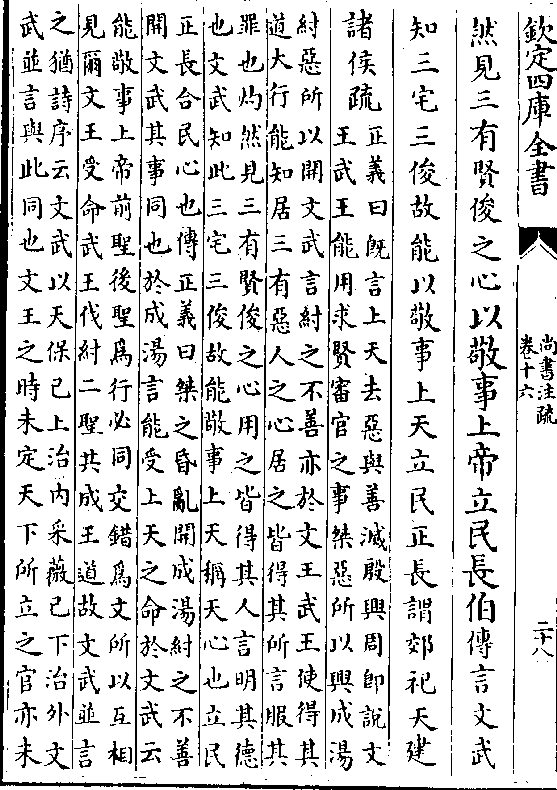 欽定四庫全書
尚書注疏
卷十六
二十八
然見三有賢俊之心以敬事上帝立民長伯傳言文武
知三宅三俊故能以敬事上天立民正長謂郊祀天建
諸侯疏
正義曰既言上天去惡與善滅殷興周即說文
王武王能用求賢審官之事桀惡所以興成湯
紂惡所以開文武言紂之不善亦於文王武王使得其
道大行能知居三有惡人之心居之皆得其所言服其
罪也灼然見三有賢俊之心用之皆得其人言明其德
也文武知此三宅三俊故能敬事上天稱天心也立民
正長合民心也傳正義曰桀之昏亂開成湯紂之不善
開文武其事同也於成湯言能受上天之命於文武云
能敬事上帝前聖後聖爲行必同交錯爲文所以互相
見爾文王受命武王伐紂二聖共成王道故文武並言
之猶詩序云文武以天保已上治内采薇已下治外文
武並言與此同也文王之時未定天下所立之官亦未